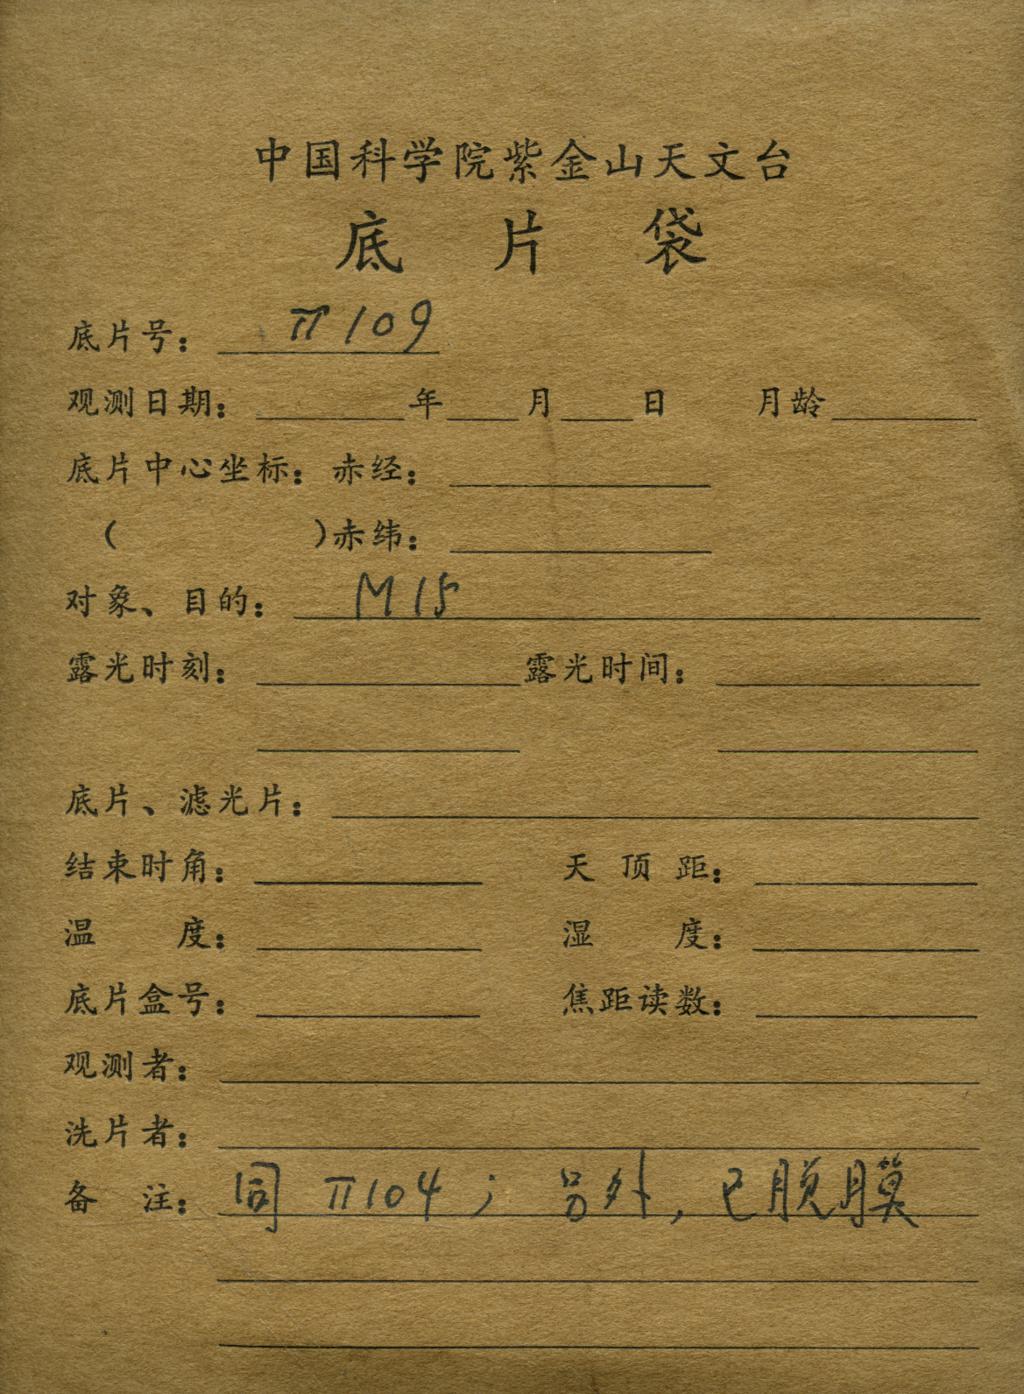 中国科学院紫金山天文台
底片袋
底片号： π109
观测日期： 年 月 日 月龄
底片中心坐标：赤经：
（ ）赤纬：
对象、目的： M15
露光时刻： 露光时间：
底片、滤光片：
结束时角： 天顶距：
温度： 湿度：
底片盒号： 焦距读数：
观测者：
洗片者：
备注： 同π104；另外，已脱膜